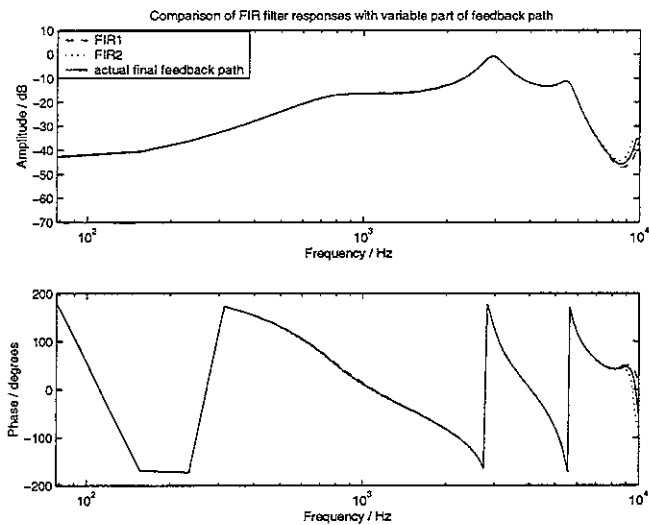 Comparison of FIR filter responses with variable part of feedback path
FIR1
FIR2
actual final feedback path
Amplitude / dB
10
0
-10
-20
-30
-40
-50
-60
-70
10^2
10^3
10^4
Frequency / Hz
Phase / degrees
200
100
0
-100
-200
10^2
10^3
10^4
Frequency / Hz